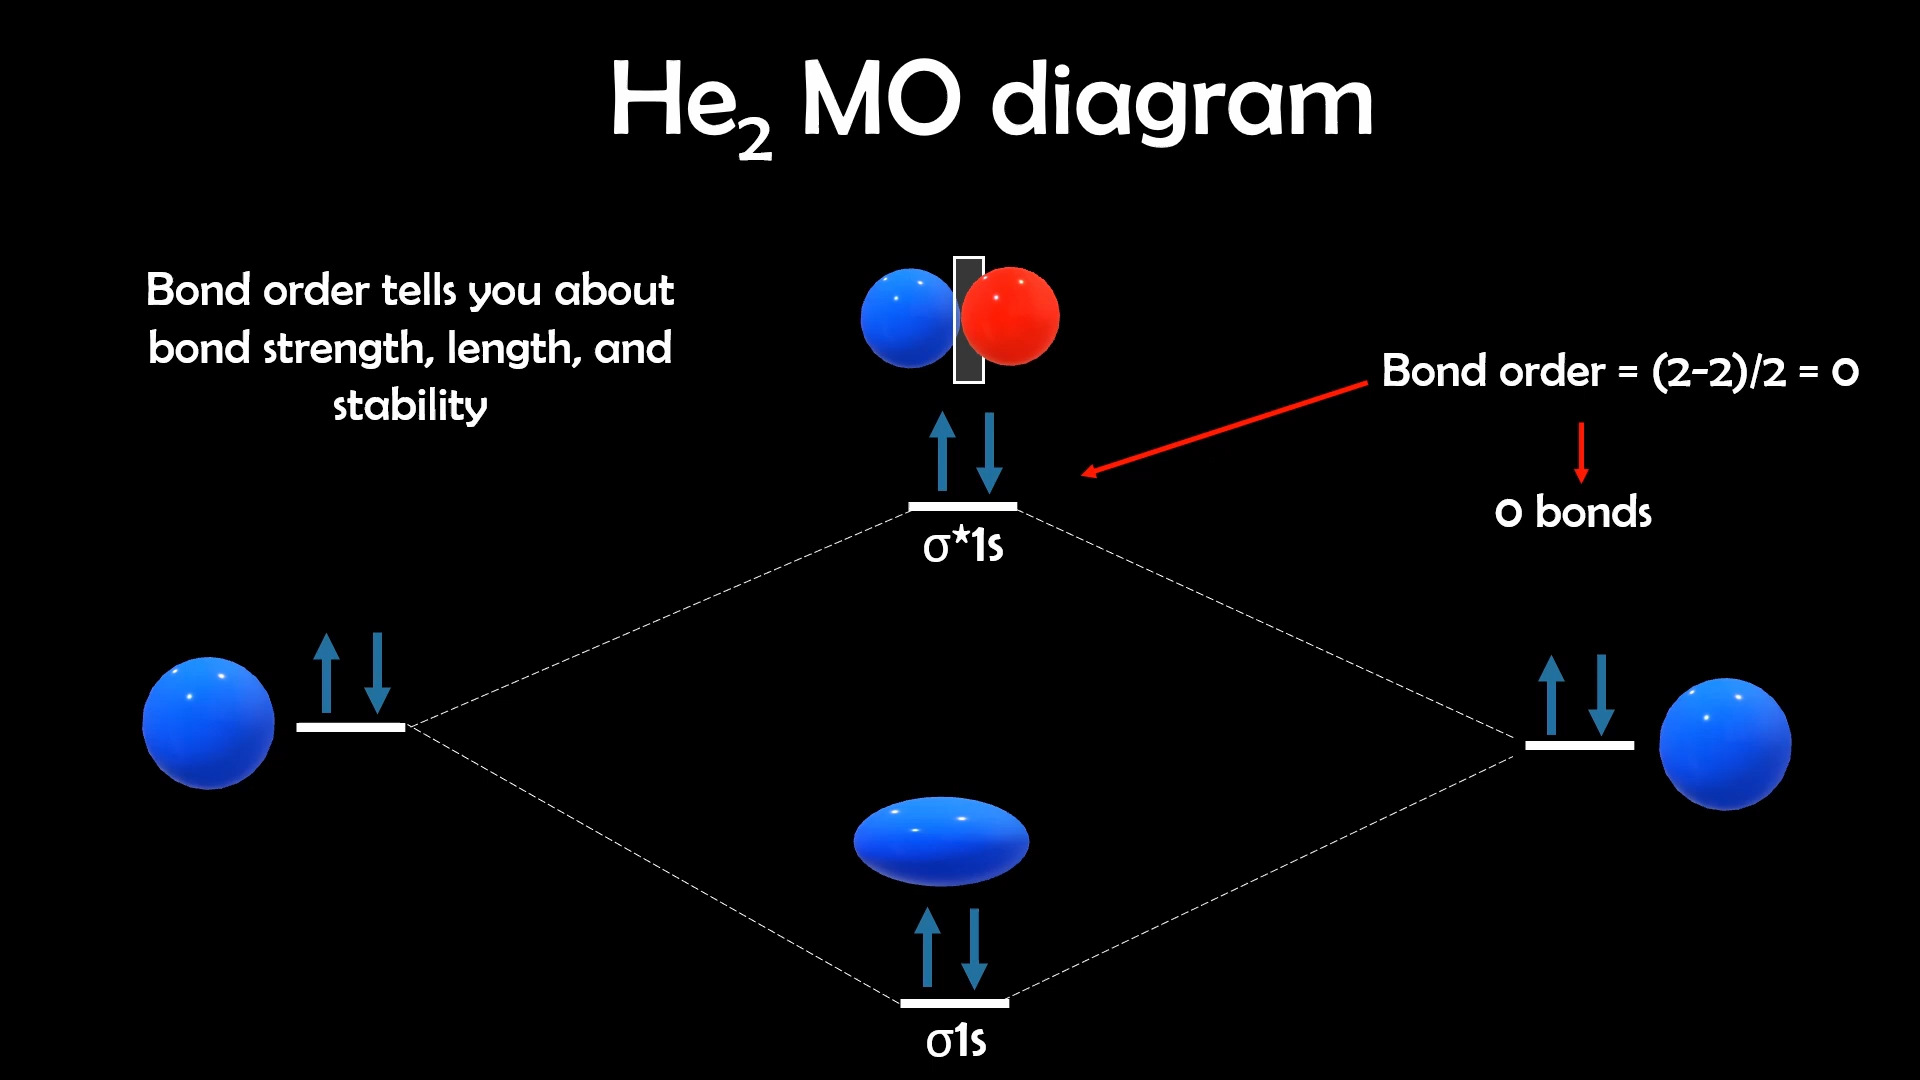 He₂ MO diagram
Bond order tells you about
bond strength, length, and
stability
Bond order = (2-2)/2 = 0
0 bonds
σ*1s
σ1s